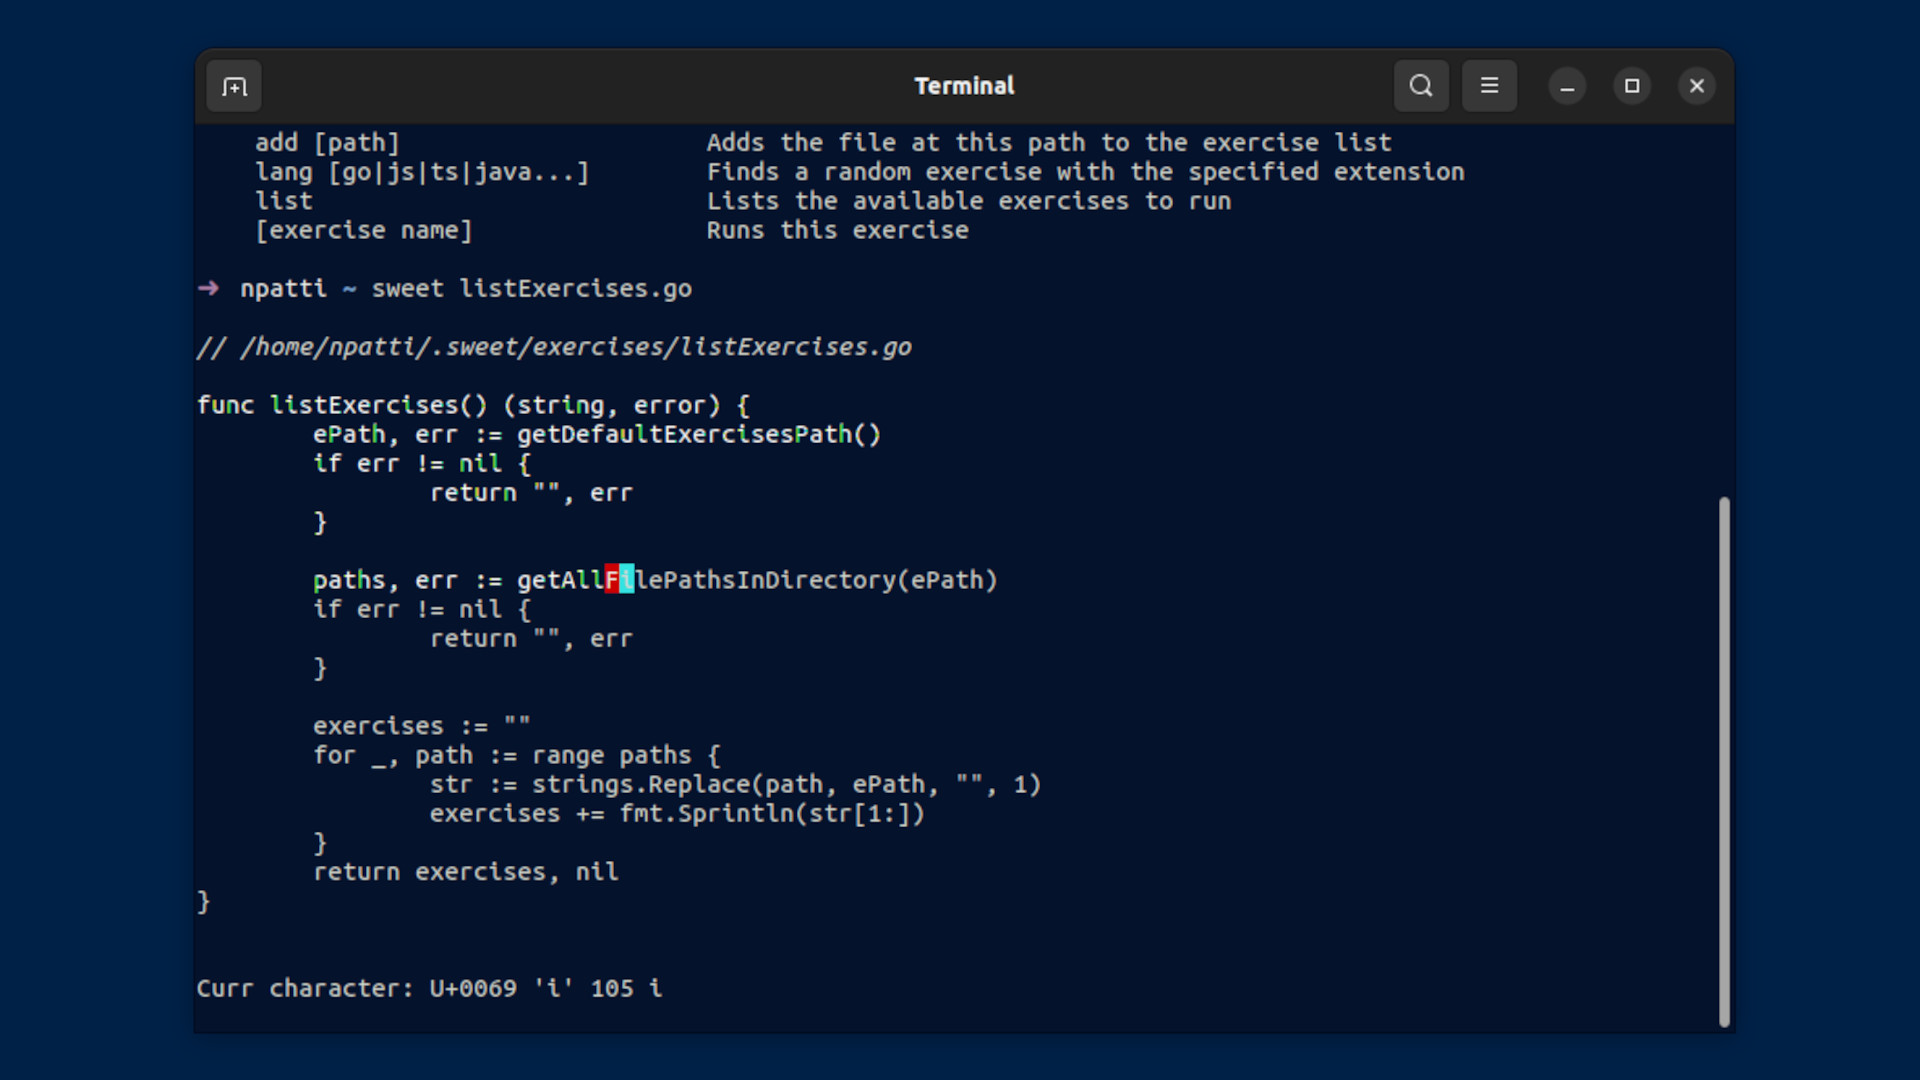 Terminal
add [path] Adds the file at this path to the exercise list
lang [go|js|ts|java...] Finds a random exercise with the specified extension
list Lists the available exercises to run
[exercise name] Runs this exercise
➜ npatti ~ sweet listExercises.go
// /home/npatti/.sweet/exercises/listExercises.go
func listExercises() (string, error) {
ePath, err := getDefaultExercisesPath()
if err != nil {
return "", err
}
paths, err := getAllFilePathsInDirectory(ePath)
if err != nil {
return "", err
}
exercises := ""
for _, path := range paths {
str := strings.Replace(path, ePath, "", 1)
exercises += fmt.Sprintln(str[1:])
}
return exercises, nil
}
Curr character: U+0069 'i' 105 i